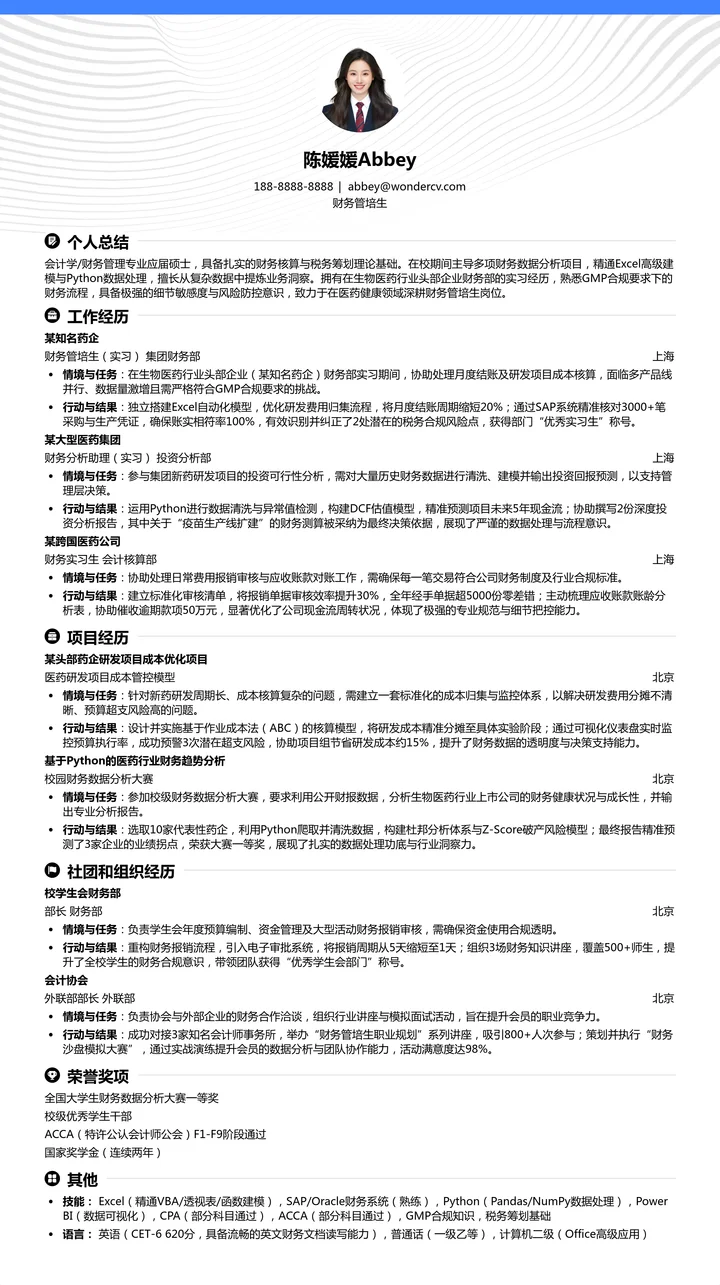 陈媛媛Abbey
188-8888-8888 | abbey@wondercv.com
财务管培生
个人总结
会计学/财务管理专业应届硕士，具备扎实的财务核算与税务筹划理论基础。在校期间主导多项财务数据分析项目，精通Excel高级建
模与Python数据处理，擅长从复杂数据中提炼业务洞察。拥有在生物医药行业头部企业财务部的实习经历，熟悉GMP合规要求下的
财务流程，具备极强的细节敏感度与风险防控意识，致力于在医药健康领域深耕财务管培生岗位。
工作经历
某知名药企
财务管培生（实习） 集团财务部 上海
• 情境与任务：在生物医药行业头部企业（某知名药企）财务部实习期间，协助处理月度结账及研发项目成本核算，面临多产品线
并行、数据量激增且需严格符合GMP合规要求的挑战。
• 行动与结果：独立搭建Excel自动化模型，优化研发费用归集流程，将月度结账周期缩短20%；通过SAP系统精准核对3000+笔
采购与生产凭证，确保账实相符率100%，有效识别并纠正了2处潜在的税务合规风险点，获得部门“优秀实习生”称号。
某大型医药集团
财务分析助理（实习） 投资分析部 上海
• 情境与任务：参与集团新药研发项目的投资可行性分析，需对大量历史财务数据进行清洗、建模并输出投资回报预测，以支持管
理层决策。
• 行动与结果：运用Python进行数据清洗与异常值检测，构建DCF估值模型，精准预测项目未来5年现金流；协助撰写2份深度投
资分析报告，其中关于“疫苗生产线扩建”的财务测算被采纳为最终决策依据，展现了严谨的数据处理与流程意识。
某跨国医药公司
财务实习生 会计核算部 上海
• 情境与任务：协助处理日常费用报销审核与应收账款对账工作，需确保每一笔交易符合公司财务制度及行业合规标准。
• 行动与结果：建立标准化审核清单，将报销单据审核效率提升30%，全年经手单据超5000份零差错；主动梳理应收账款账龄分
析表，协助催收逾期款项50万元，显著优化了公司现金流周转状况，体现了极强的专业规范与细节把控能力。
项目经历
某头部药企研发项目成本优化项目
医药研发项目成本管控模型 北京
• 情境与任务：针对新药研发周期长、成本核算复杂的问题，需建立一套标准化的成本归集与监控体系，以解决研发费用分摊不清
晰、预算超支风险高的问题。
• 行动与结果：设计并实施基于作业成本法（ABC）的核算模型，将研发成本精准分摊至具体实验阶段；通过可视化仪表盘实时监
控预算执行率，成功预警3次潜在超支风险，协助项目组节省研发成本约15%，提升了财务数据的透明度与决策支持能力。
基于Python的医药行业财务趋势分析
校园财务数据分析大赛 北京
• 情境与任务：参加校级财务数据分析大赛，要求利用公开财报数据，分析生物医药行业上市公司的财务健康状况与成长性，并输
出专业分析报告。
• 行动与结果：选取10家代表性药企，利用Python爬取并清洗数据，构建杜邦分析体系与Z-Score破产风险模型；最终报告精准预
测了3家企业的业绩拐点，荣获大赛一等奖，展现了扎实的数据处理功底与行业洞察力。
社团和组织经历
校学生会财务部
部长 财务部 北京
• 情境与任务：负责学生会年度预算编制、资金管理及大型活动财务报销审核，需确保资金使用合规透明。
• 行动与结果：重构财务报销流程，引入电子审批系统，将报销周期从5天缩短至1天；组织3场财务知识讲座，覆盖500+师生，提
升了全校学生的财务合规意识，带领团队获得“优秀学生会部门”称号。
会计协会
外联部部长 外联部 北京
• 情境与任务：负责协会与外部企业的财务合作洽谈，组织行业讲座与模拟面试活动，旨在提升会员的职业竞争力。
• 行动与结果：成功对接3家知名会计师事务所，举办“财务管培生职业规划”系列讲座，吸引800+人次参与；策划并执行“财务
沙盘模拟大赛”，通过实战演练提升会员的数据分析与团队协作能力，活动满意度达98%。
荣誉奖项
全国大学生财务数据分析大赛一等奖
校级优秀学生干部
ACCA（特许公认会计师公会）F1-F9阶段通过
国家奖学金（连续两年）
其他
• 技能： Excel（精通VBA/透视表/函数建模），SAP/Oracle财务系统（熟练），Python（Pandas/NumPy数据处理），Power
BI（数据可视化），CPA（部分科目通过），ACCA（部分科目通过），GMP合规知识，税务筹划基础
• 语言： 英语（CET-6 620分，具备流畅的英文财务文档读写能力），普通话（一级乙等），计算机二级（Office高级应用）